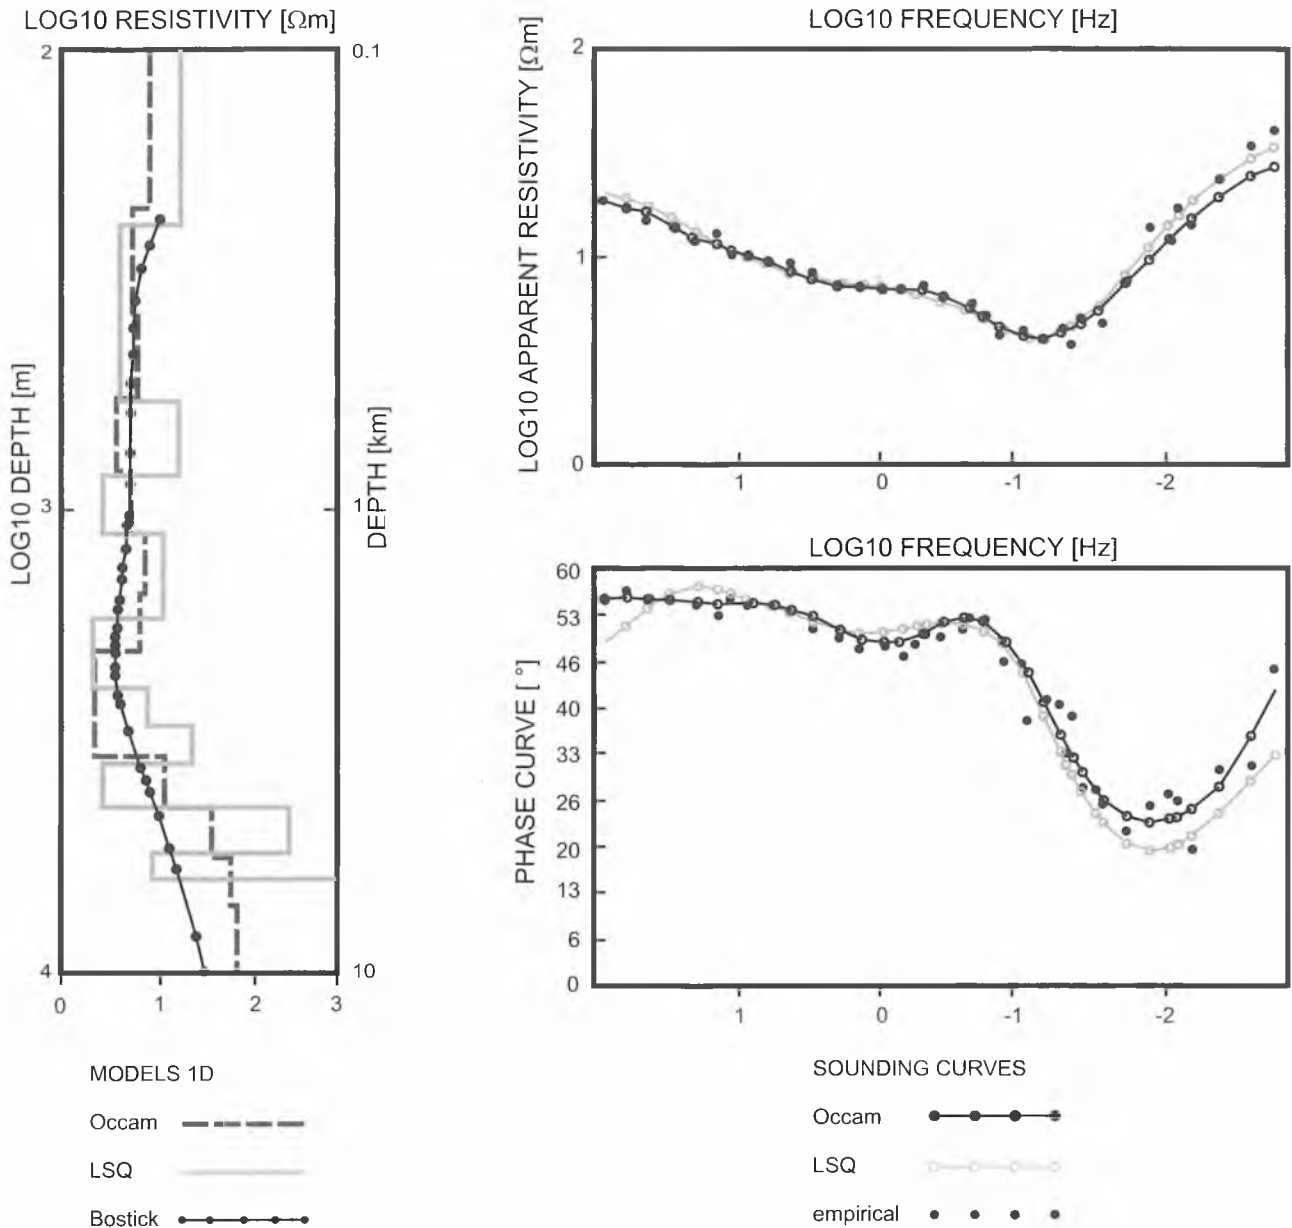 LOG10 RESISTIVITY [Ωm]
2
3
4
LOG10 DEPTH [m]
0.1
1
10
DEPTH [km]
0
1
2
3
LOG10 FREQUENCY [Hz]
LOG10 APPARENT RESISTIVITY [Ωm]
2
1
0
1
0
-1
-2
LOG10 FREQUENCY [Hz]
PHASE CURVE [°]
60
53
46
40
33
26
20
13
6
0
1
0
-1
-2
MODELS 1D
Occam
LSQ
Bostick
SOUNDING CURVES
Occam
LSQ
empirical